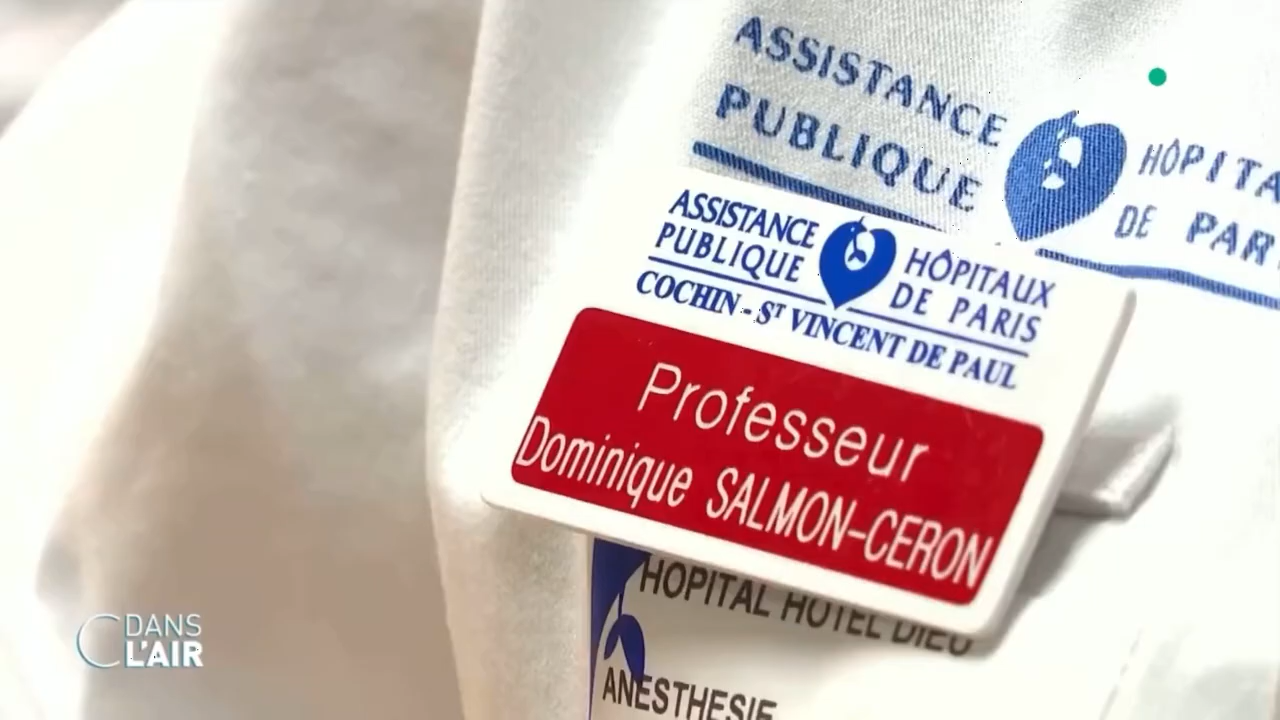 ASSISTANCE
PUBLIQUE
HÔPITA
DE PAR
ASSISTANCE
PUBLIQUE
HÔPITAUX
DE PARIS
COCHIN - ST VINCENT DE PAUL
Professeur
Dominique SALMON-CERON
HOPITAL HOTEL DIEU
ANESTHESIE
C DANS
L'AIR